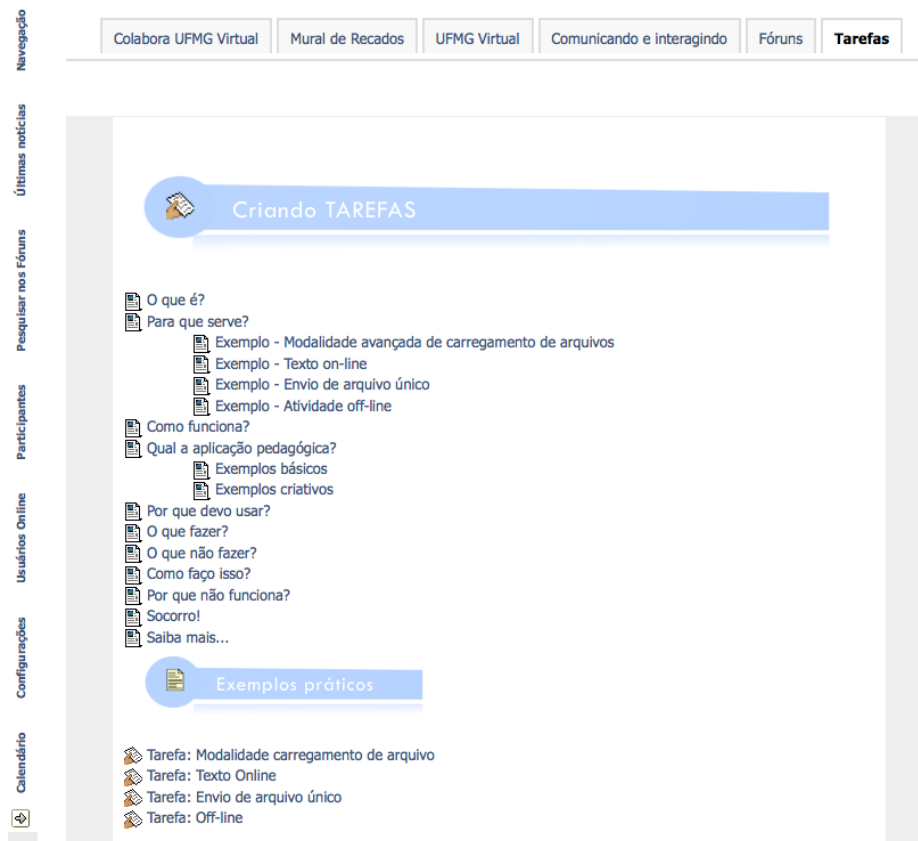 Colabora UFMG Virtual
Mural de Recados
UFMG Virtual
Comunicando e interagindo
Fóruns
Tarefas
Navegação
Últimas notícias
Pesquisar nos Fóruns
Participantes
Usuários Online
Configurações
Calendário
Criando TAREFAS
O que é?
Para que serve?
Exemplo - Modalidade avançada de carregamento de arquivos
Exemplo - Texto on-line
Exemplo - Envio de arquivo único
Exemplo - Atividade off-line
Como funciona?
Qual a aplicação pedagógica?
Exemplos básicos
Exemplos criativos
Por que devo usar?
O que fazer?
O que não fazer?
Como faço isso?
Por que não funciona?
Socorro!
Saiba mais...
Exemplos práticos
Tarefa: Modalidade carregamento de arquivo
Tarefa: Texto Online
Tarefa: Envio de arquivo único
Tarefa: Off-line